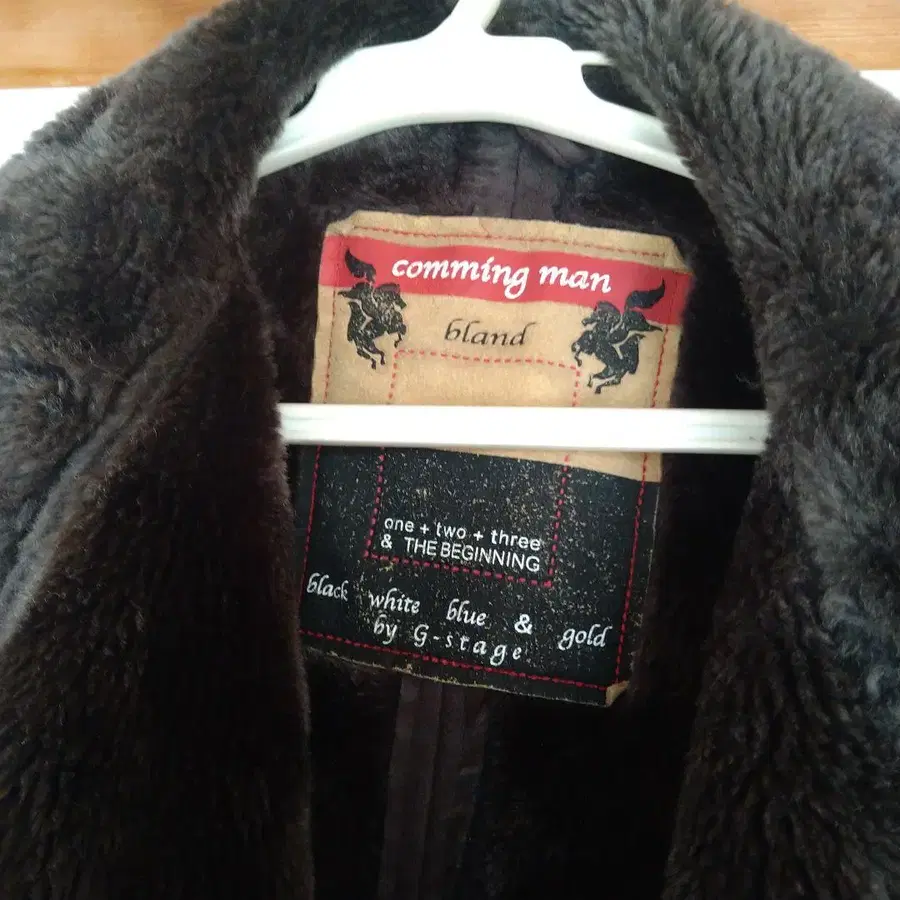 comming man
bland
one + two + three
& THE BEGINNING
black white blue & gold
by G-stage